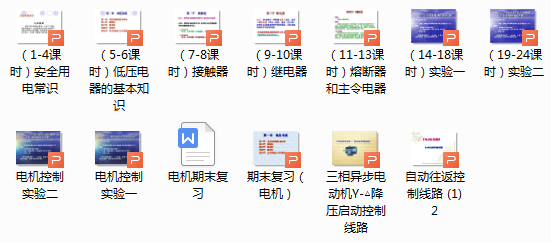 （1-4课
时）安全用
电常识
（5-6课
时）低压电
器的基本知
识
（7-8课
时）接触器
（9-10课
时）继电器
（11-13课
时）熔断器
和主令电器
（14-18课
时）实验一
（19-24课
时）实验二
电机控制
实验二
电机控制
实验一
电机期末复
习
期末复习（
电机）
三相异步电
动机Y-△降
压启动控制
线路
自动往返控
制线路 (1)
2